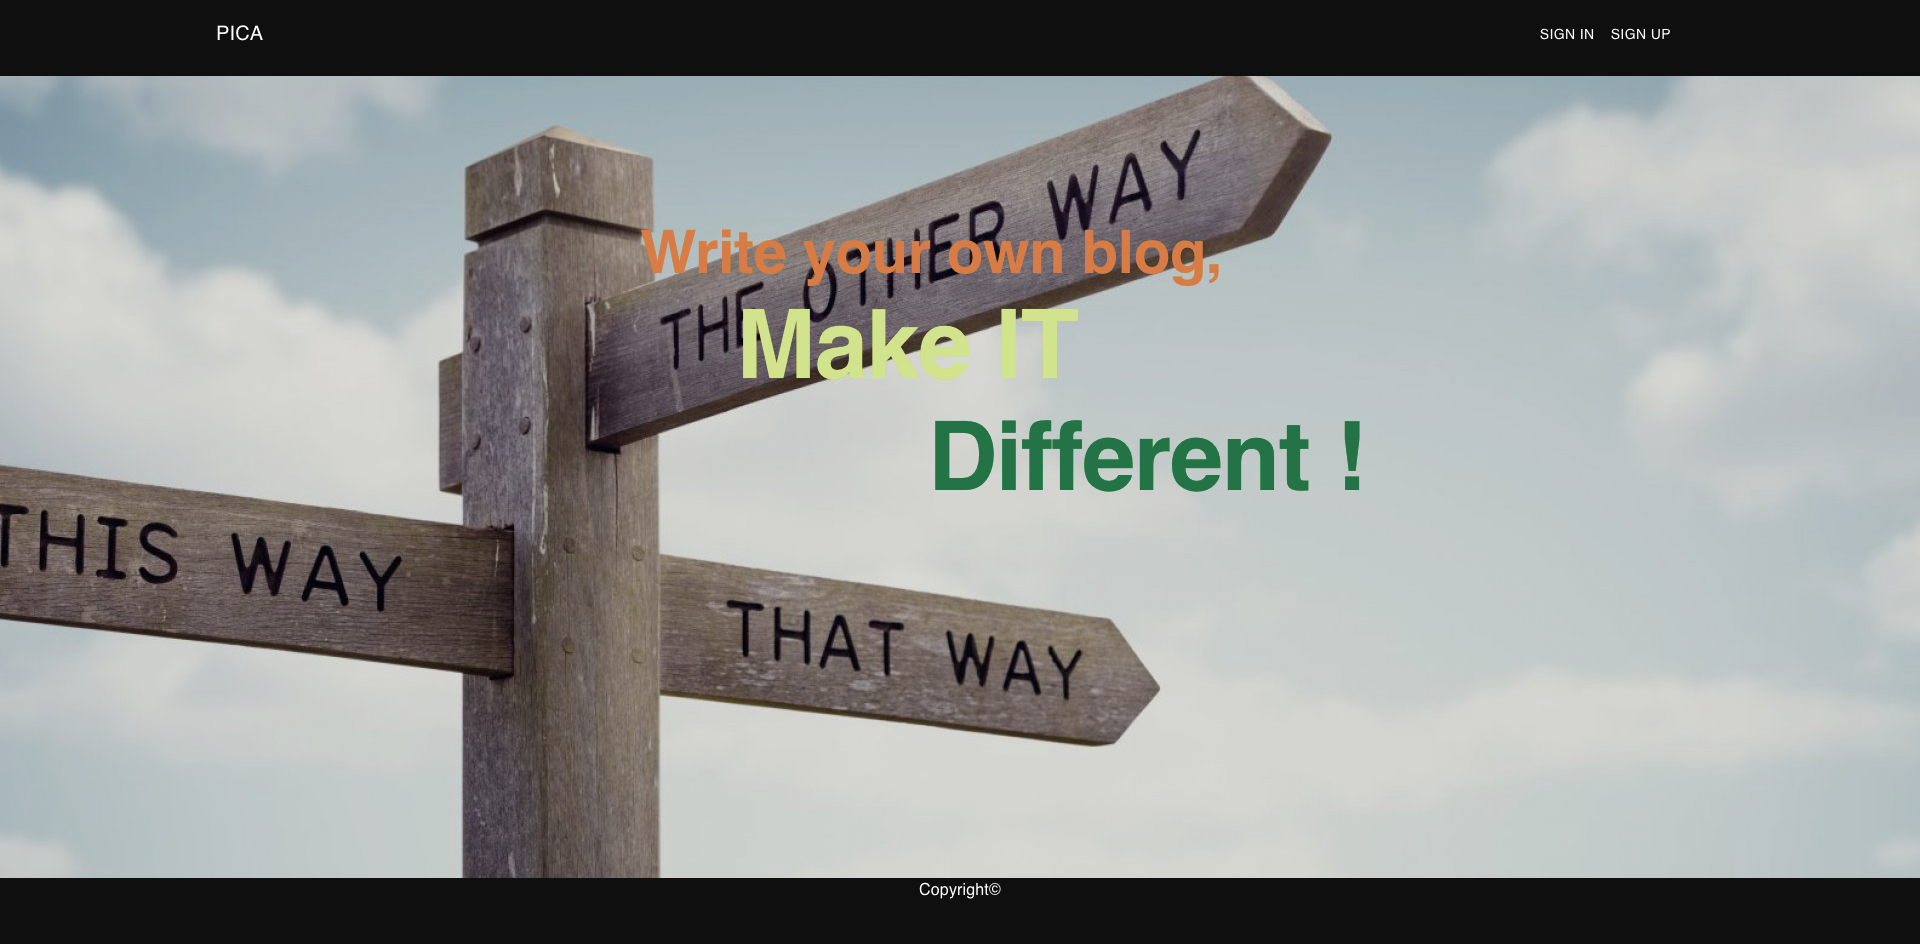 PICA
SIGN IN SIGN UP
THE OTHER WAY
Write your own blog,
Make IT
Different !
THIS WAY
THAT WAY
Copyright©